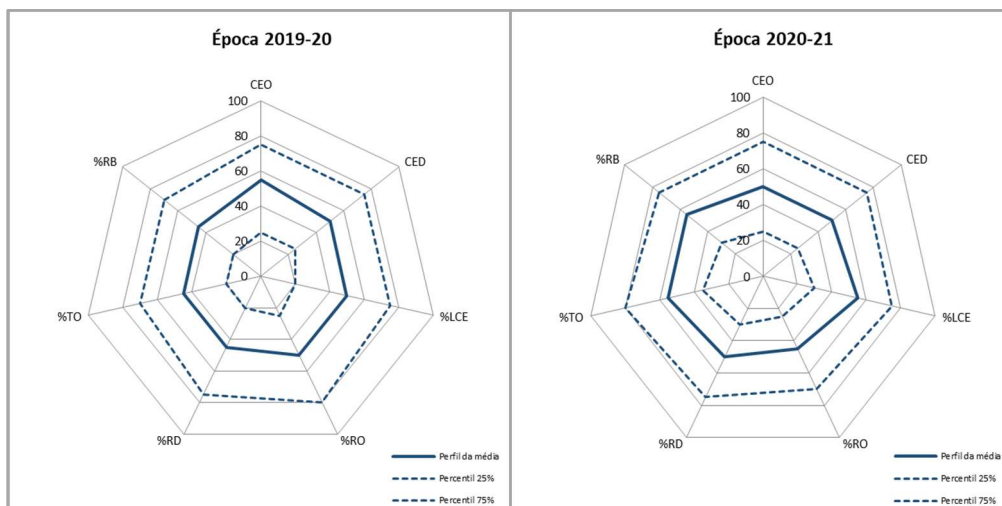 Época 2019-20
CEO
100
80
60
40
20
0
CED
%LCE
%RO
%RD
%TO
%RB
Perfil da média
Percentil 25%
Percentil 75%
Época 2020-21
CEO
100
80
60
40
20
0
CED
%LCE
%RO
%RD
%TO
%RB
Perfil da média
Percentil 25%
Percentil 75%